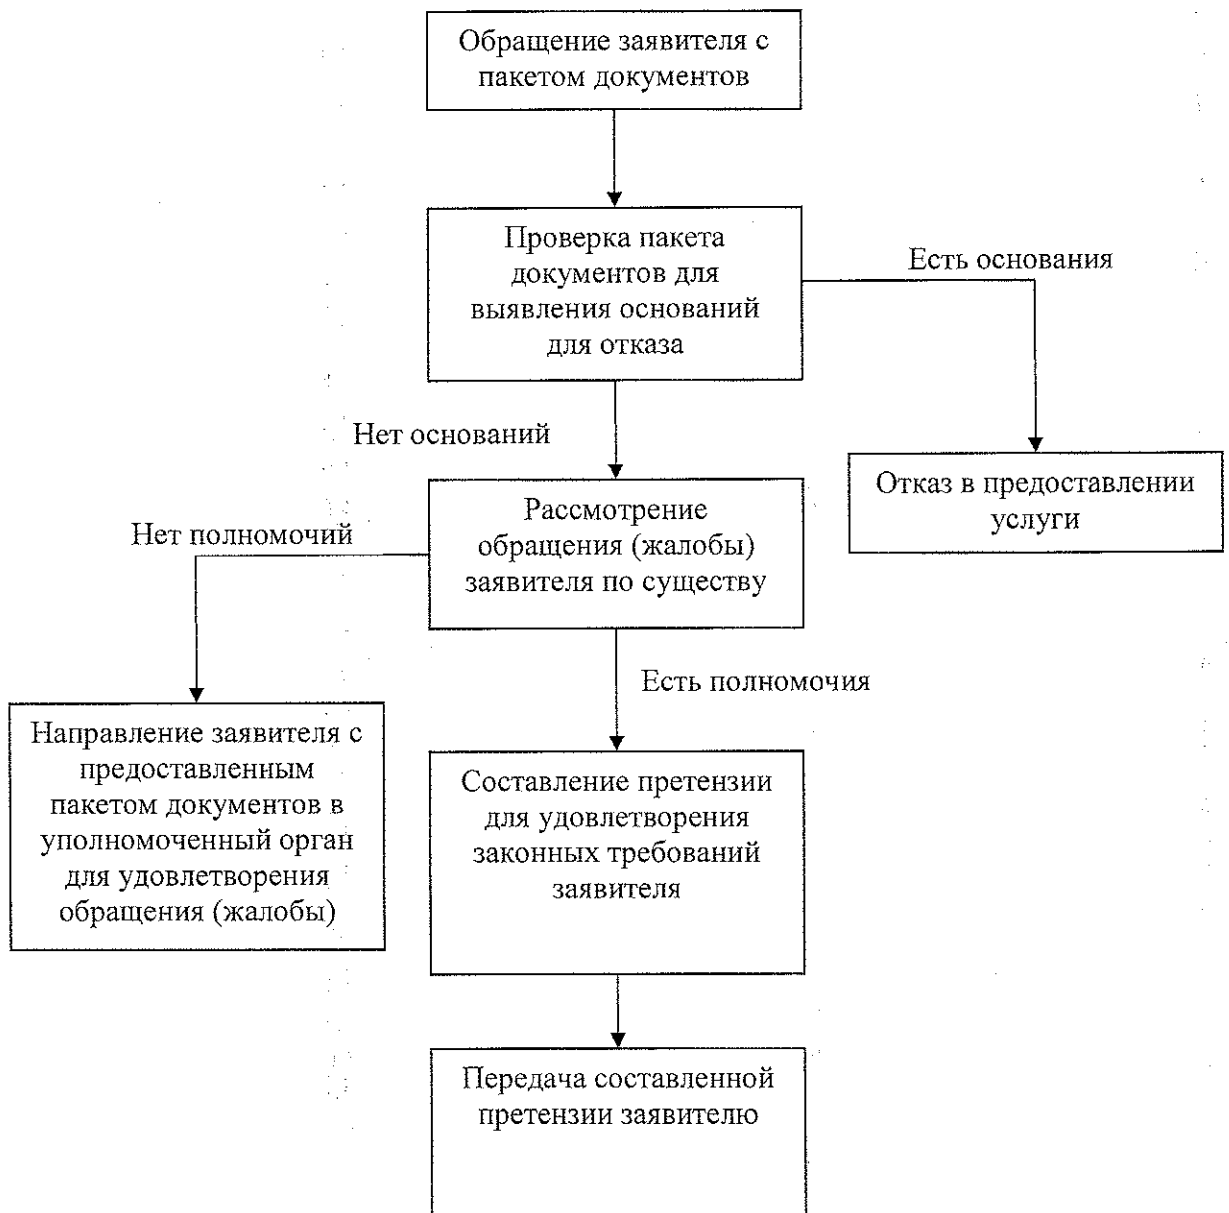 Обращение заявителя с
пакетом документов
Проверка пакета
документов для
выявления оснований
для отказа
Есть основания
Нет оснований
Отказ в предоставлении
услуги
Рассмотрение
обращения (жалобы)
заявителя по существу
Нет полномочий
Есть полномочия
Направление заявителя с
предоставленным
пакетом документов в
уполномоченный орган
для удовлетворения
обращения (жалобы)
Составление претензии
для удовлетворения
законных требований
заявителя
Передача составленной
претензии заявителю